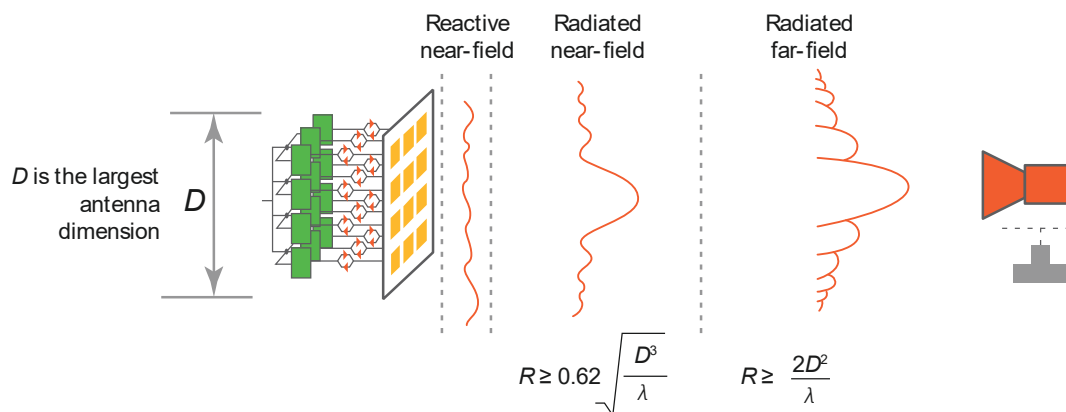 Reactive
near-field
Radiated
near-field
Radiated
far-field
D is the largest
antenna
dimension
D
R ≥ 0.62 √(D³/λ)
R ≥ 2D²/λ